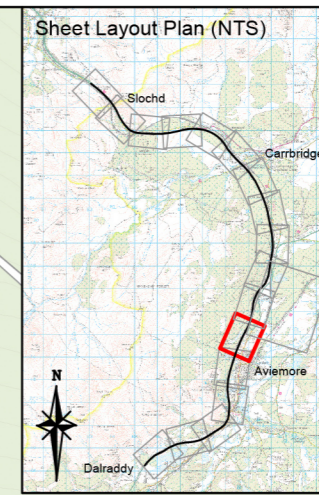 Sheet Layout Plan (NTS)
Slochd
Carrbridge
Aviemore
N
Dalraddy